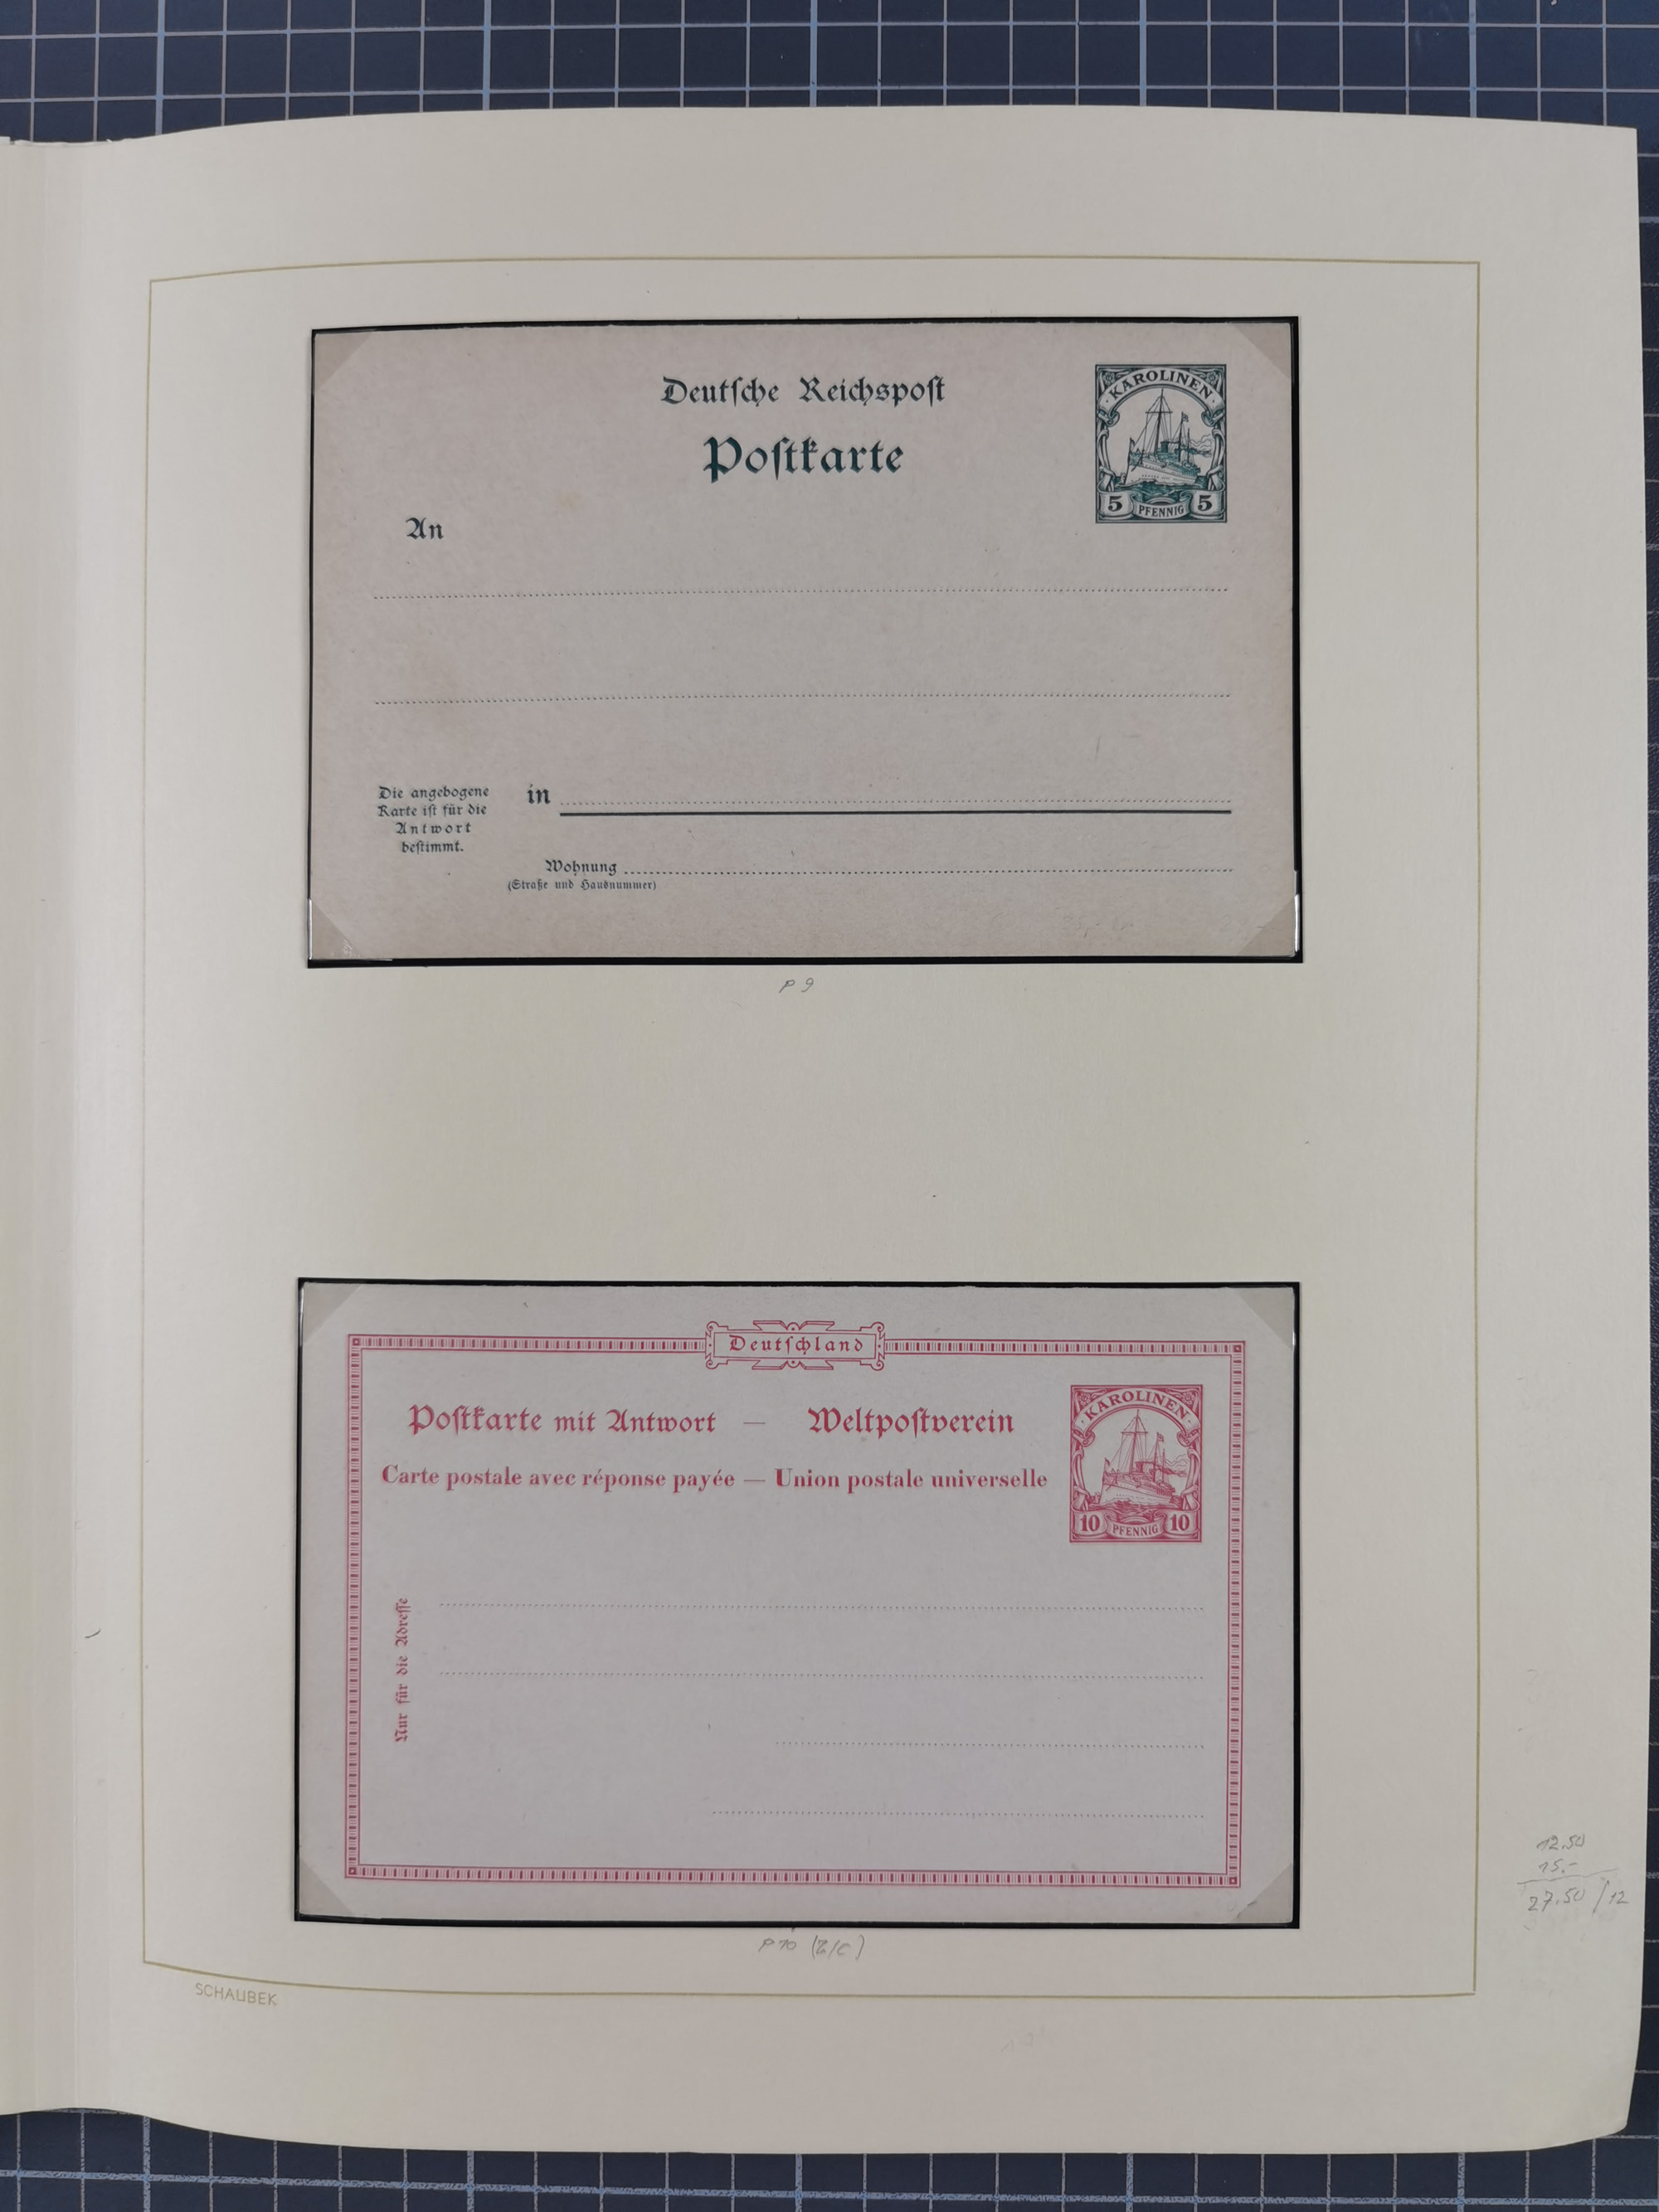 Deutsche Reichspost
Postkarte
KAROLINEN
5 PFENNIG 5
An
Die angebogene
Karte ist für die
Antwort
bestimmt.
in
Wohnung
(Straße und Hausnummer)
P 9
Deutschland
Postkarte mit Antwort — Weltpostverein
Carte postale avec réponse payée — Union postale universelle
KAROLINEN
10 PFENNIG 10
Nur für die Adresse
P 10
12.50
15.-
27.50 / 12
SCHAUBEK